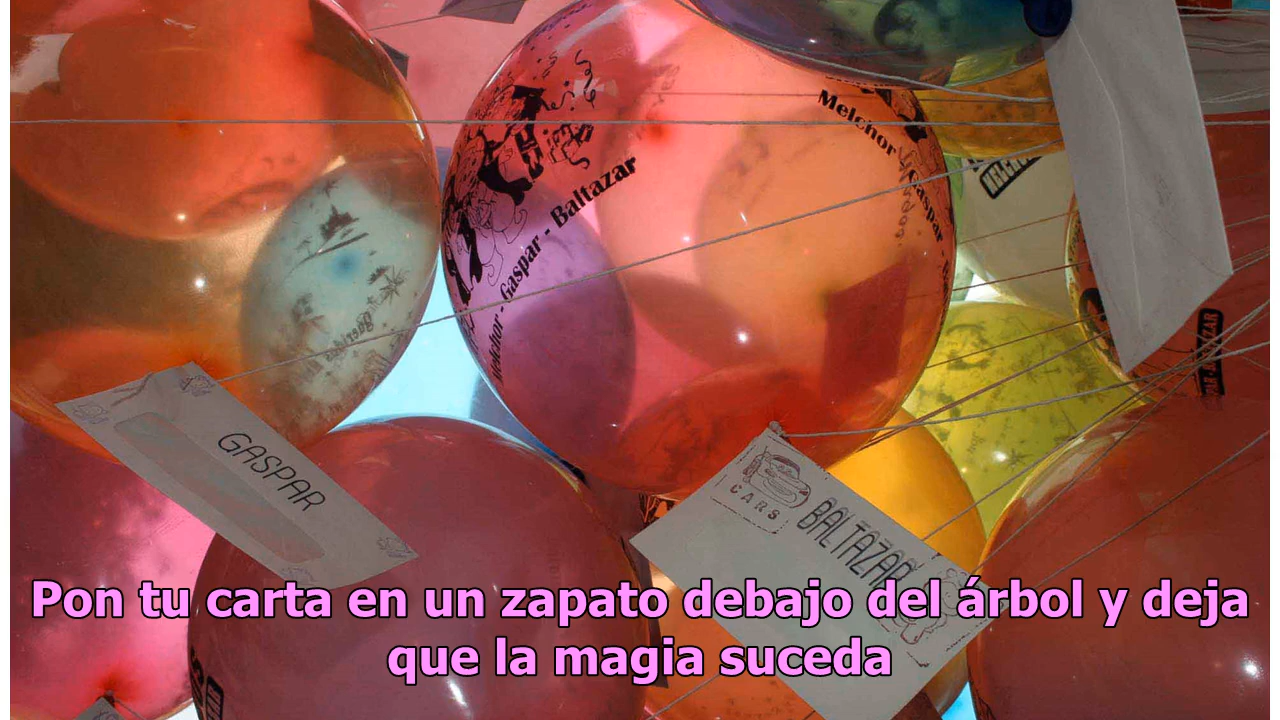 Melchor - Gaspar - Baltazar
Melchor - Gaspar
GASPAR
CARS
BALTAZAR
Pon tu carta en un zapato debajo del árbol y deja
que la magia suceda